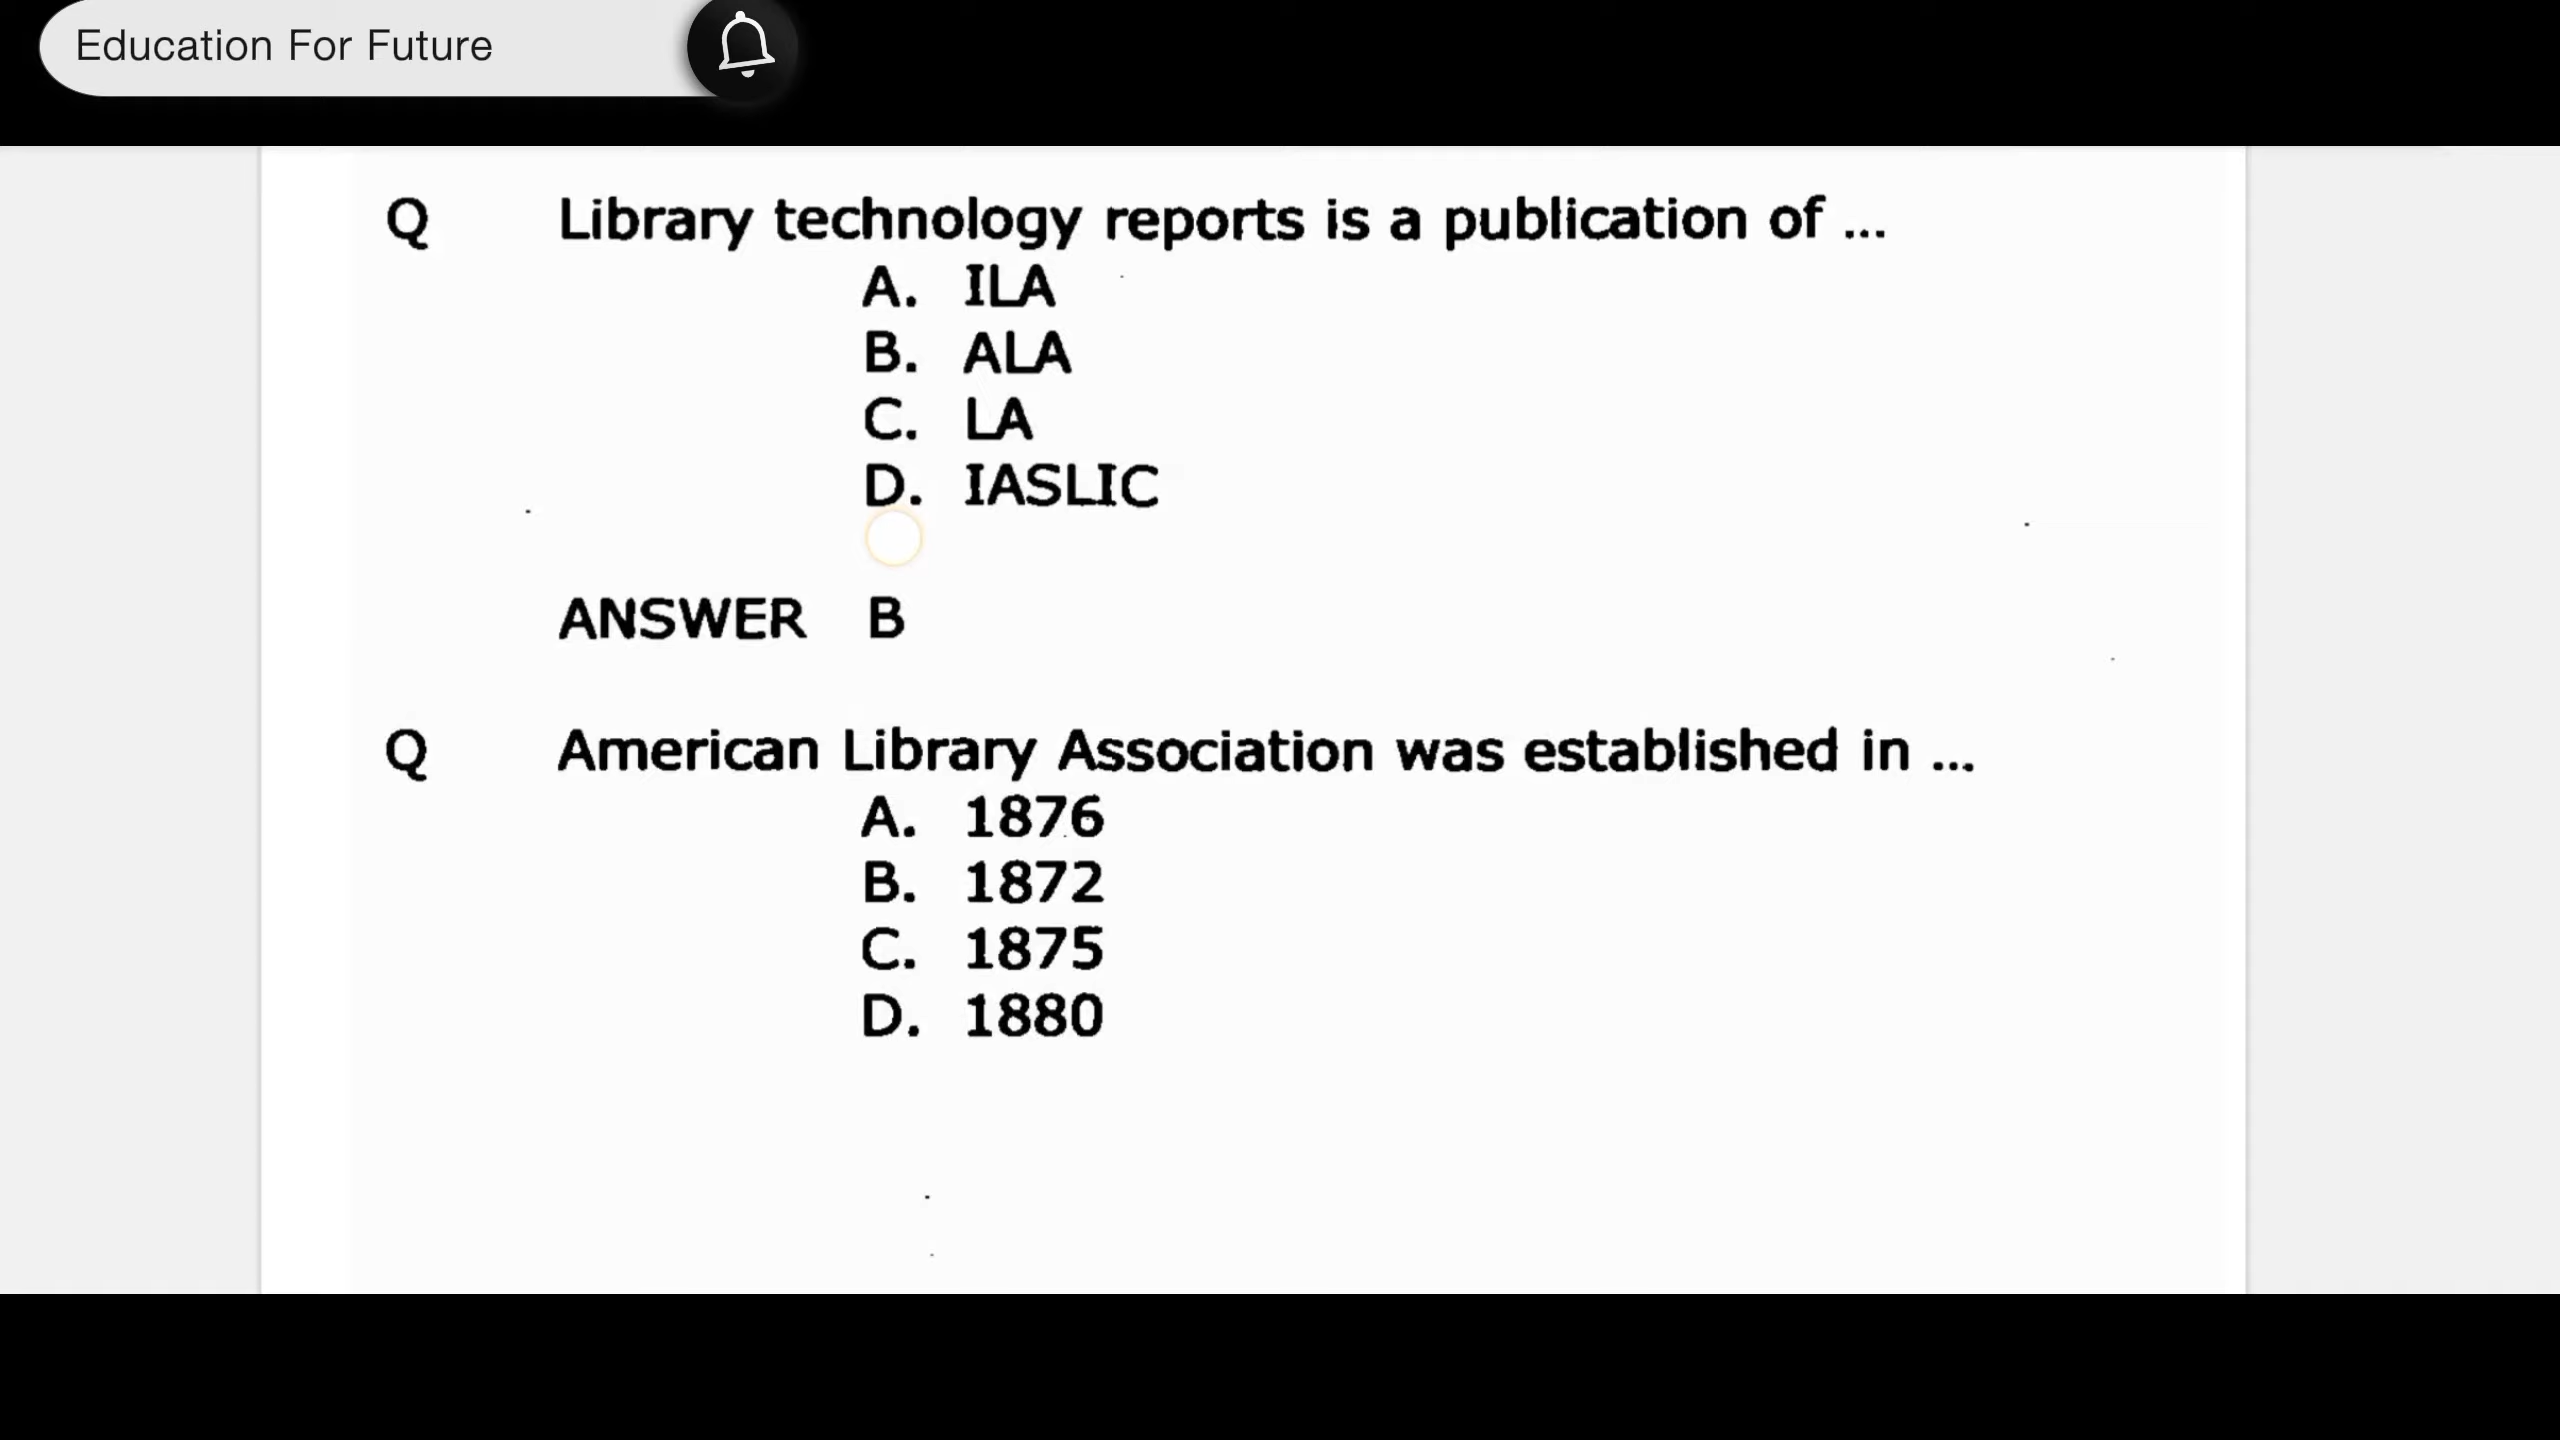 Education For Future
Q Library technology reports is a publication of ...
A. ILA
B. ALA
C. LA
D. IASLIC
ANSWER B
Q American Library Association was established in ...
A. 1876
B. 1872
C. 1875
D. 1880